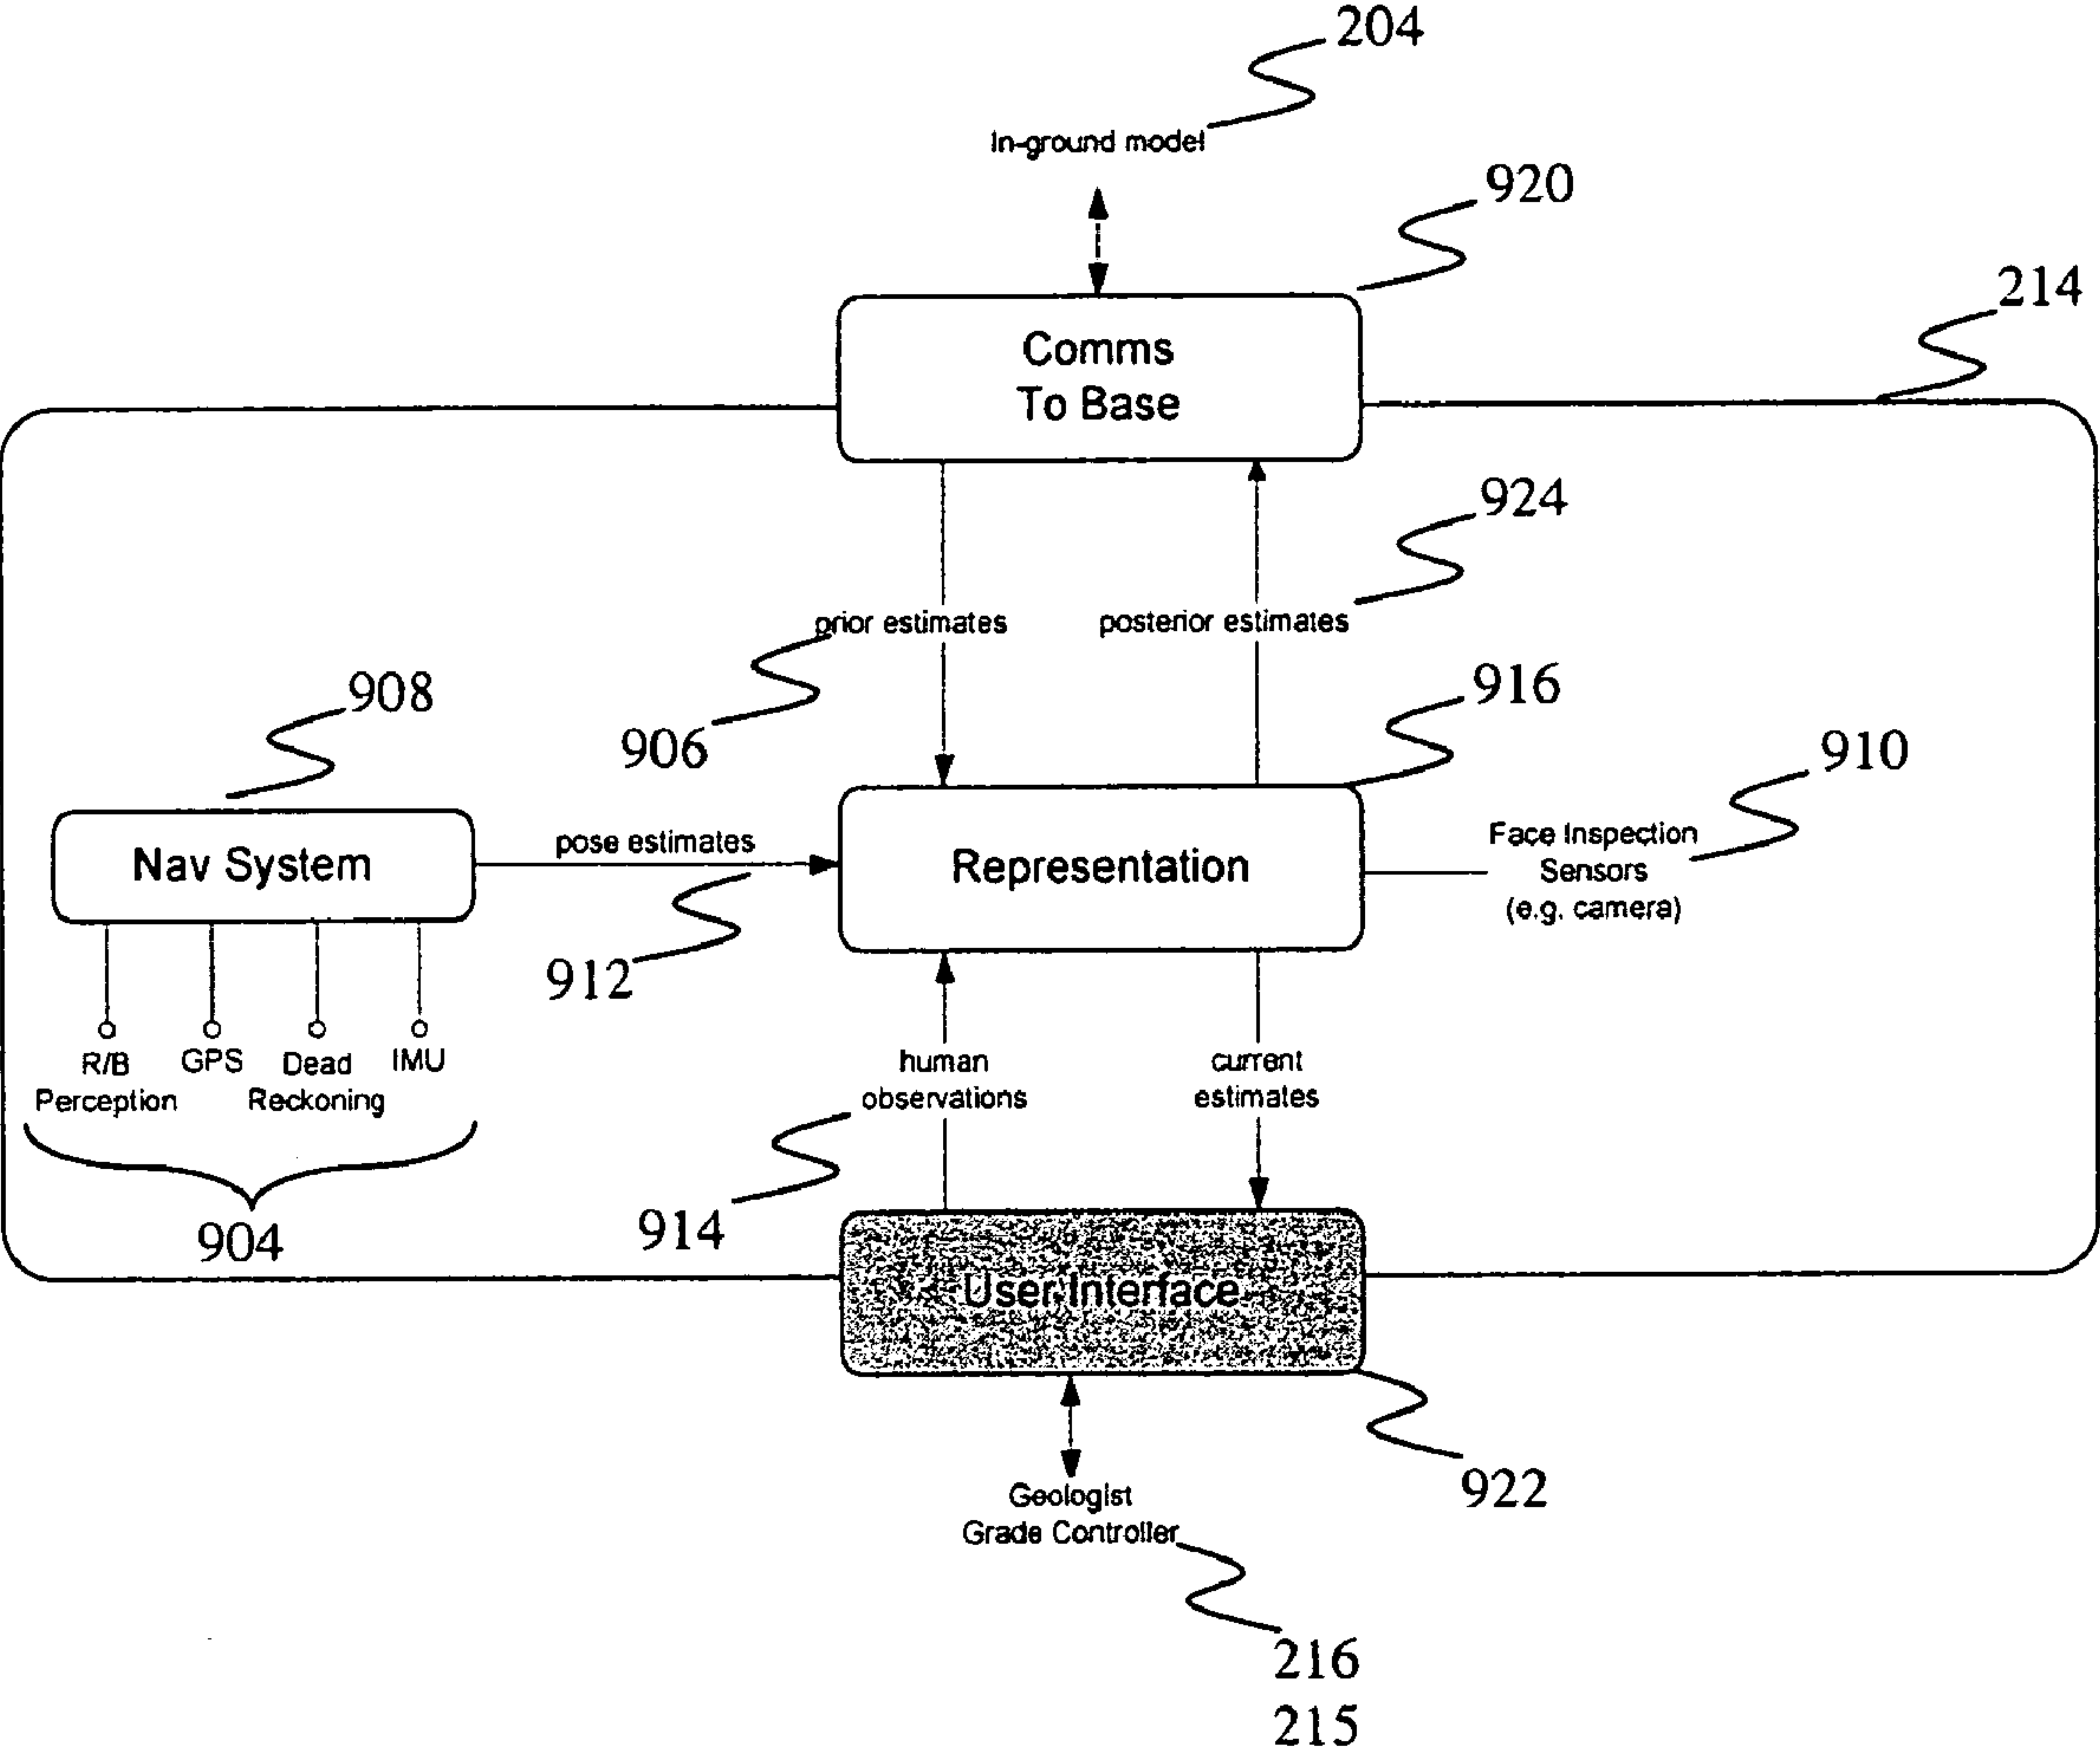 204
In-ground model
920
214
Comms
To Base
924
prior estimates
posterior estimates
908
906
916
910
Nav System
pose estimates
Representation
Face Inspection
Sensors
(e.g. camera)
912
R/B
Perception
GPS
Dead
Reckoning
IMU
human
observations
current
estimates
914
904
User Interface
922
Geologist
Grade Controller
216
215